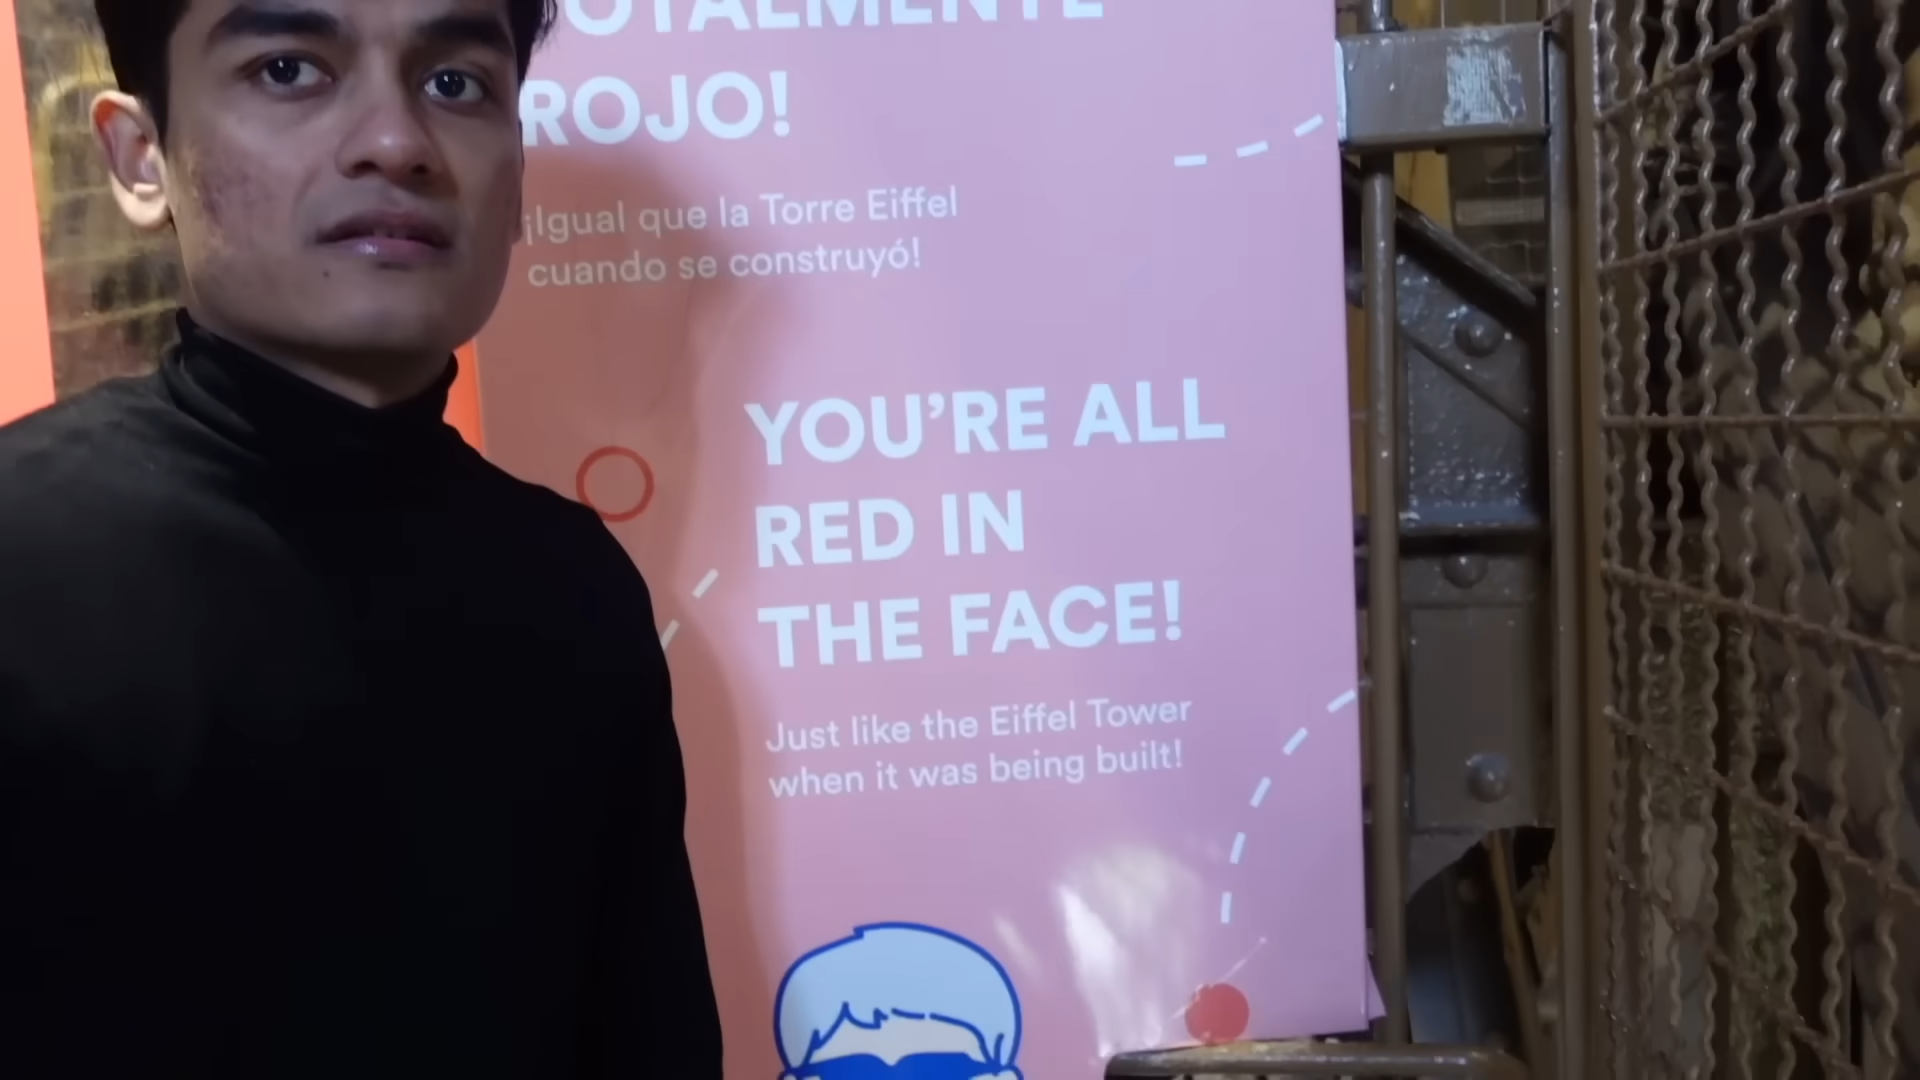 ROJO!
¡Igual que la Torre Eiffel
cuando se construyó!
YOU'RE ALL
RED IN
THE FACE!
Just like the Eiffel Tower
when it was being built!